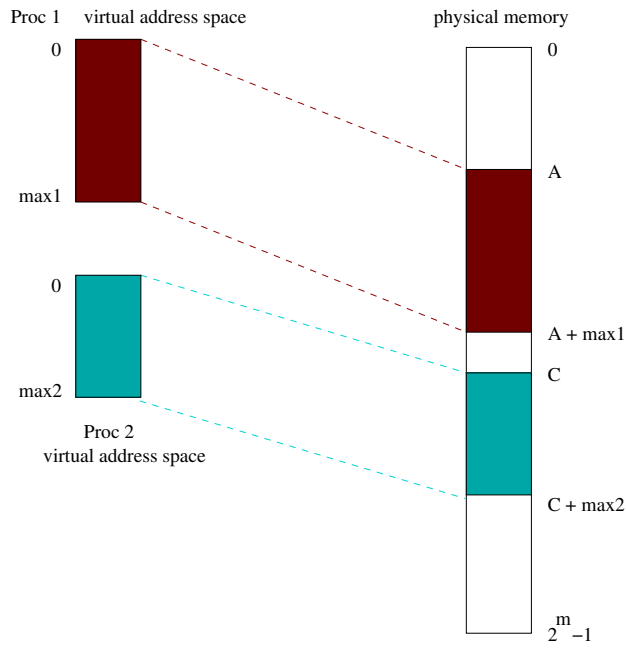 Proc 1 virtual address space
physical memory
0
0
A
max1
0
A + max1
C
max2
Proc 2
virtual address space
C + max2
2^m -1